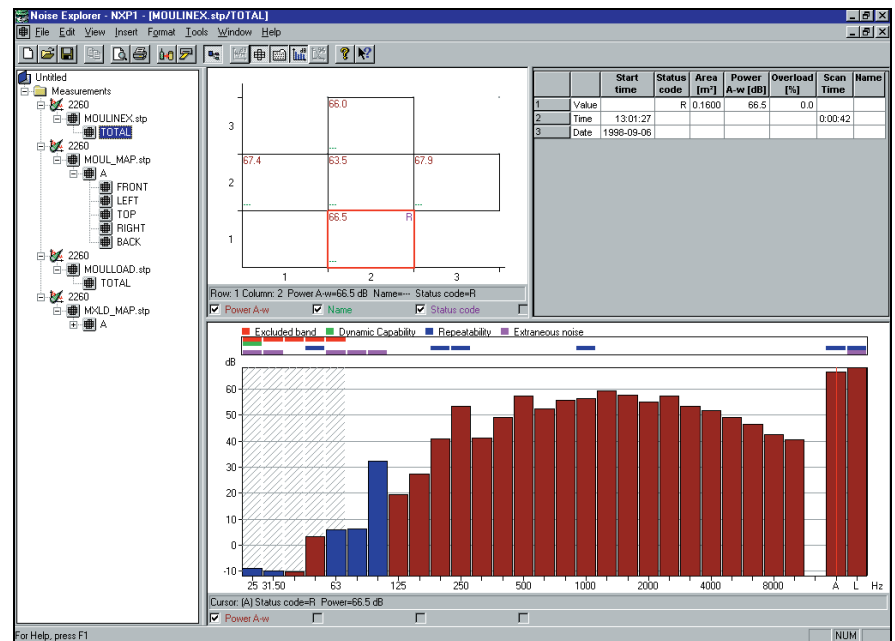 Noise Explorer - NXP1 - [MOULINEX.stp/TOTAL]
File Edit View Insert Format Tools Window Help
Untitled
Measurements
2260
MOULINEX.stp
TOTAL
2260
MOUL_MAP.stp
A
FRONT
LEFT
TOP
RIGHT
BACK
2260
MOULLOAD.stp
TOTAL
2260
MXLD_MAP.stp
A
66.0
---
3
67.4 63.5 67.9
--- --- ---
2
66.5 R
---
1
1 2 3
Row: 1 Column: 2 Power A-w=66.5 dB Name=--- Status code=R
Power A-w Name Status code
Start time Status code Area [m²] Power A-w [dB] Overload [%] Scan Time Name
1 Value R 0.1600 66.5 0.0
2 Time 13:01:27 0:00:42
3 Date 1998-09-06
Excluded band Dynamic Capability Repeatability Extraneous noise
dB
60
50
40
30
20
10
0
-10
25 31.50 63 125 250 500 1000 2000 4000 8000 A L Hz
Cursor: (A) Status code=R Power=66.5 dB
Power A-w
For Help, press F1 NUM